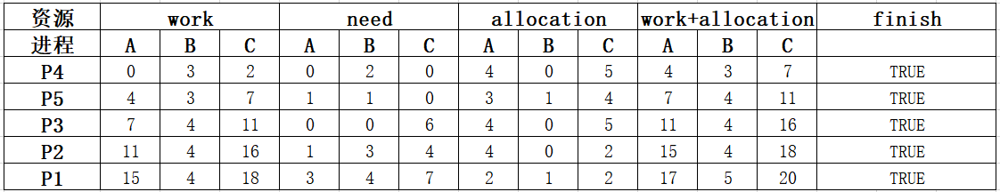 资源 work need allocation work+allocation finish
进程 A B C A B C A B C A B C
P4 0 3 2 0 2 0 4 0 5 4 3 7 TRUE
P5 4 3 7 1 1 0 3 1 4 7 4 11 TRUE
P3 7 4 11 0 0 6 4 0 5 11 4 16 TRUE
P2 11 4 16 1 3 4 4 0 2 15 4 18 TRUE
P1 15 4 18 3 4 7 2 1 2 17 5 20 TRUE